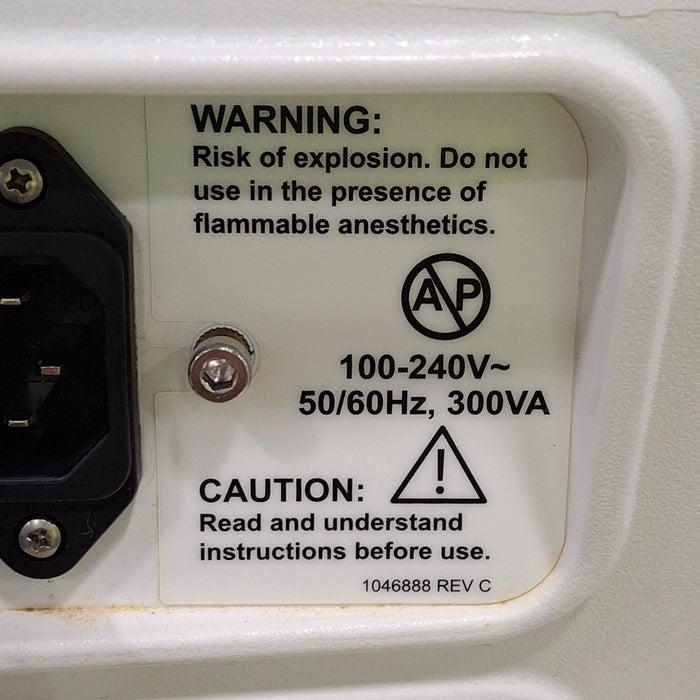 WARNING:
Risk of explosion. Do not
use in the presence of
flammable anesthetics.
AP
100-240V~
50/60Hz, 300VA
!
CAUTION:
Read and understand
instructions before use.
1046888 REV C